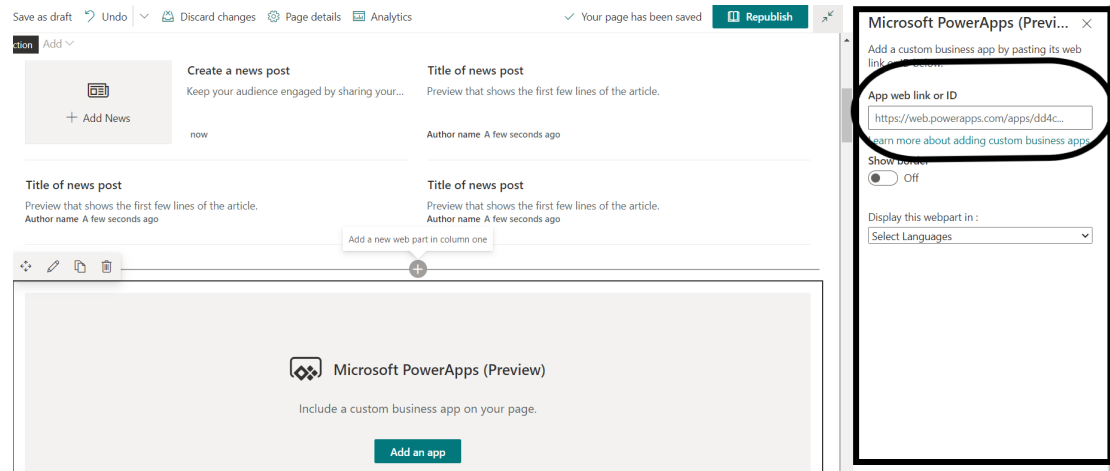 Save as draft Undo Discard changes Page details Analytics Your page has been saved Republish
ction Add
Create a news post
Keep your audience engaged by sharing your...
now
Add News
Title of news post
Preview that shows the first few lines of the article.
Author name A few seconds ago
Title of news post
Preview that shows the first few lines of the article.
Author name A few seconds ago
Title of news post
Preview that shows the first few lines of the article.
Author name A few seconds ago
Add a new web part in column one
Microsoft PowerApps (Preview)
Include a custom business app on your page.
Add an app
Microsoft PowerApps (Previ...
Add a custom business app by pasting its web
link or ID below.
App web link or ID
https://web.powerapps.com/apps/dd4c...
Learn more about adding custom business apps
Show border
Off
Display this webpart in :
Select Languages